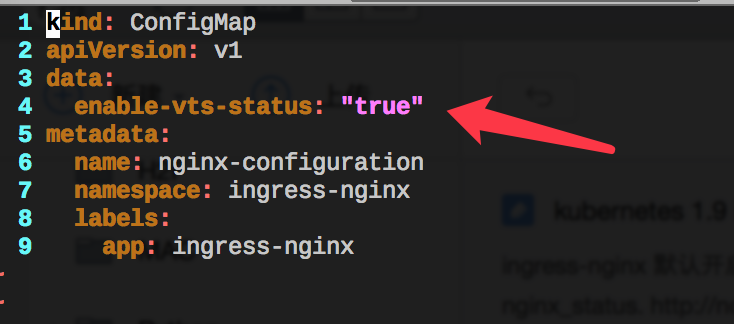 1 kind: ConfigMap
2 apiVersion: v1
3 data:
4   enable-vts-status: "true"
5 metadata:
6   name: nginx-configuration
7   namespace: ingress-nginx
8   labels:
9     app: ingress-nginx
kubernetes 1.9
ingress-nginx 默认开
nginx_status. http://n